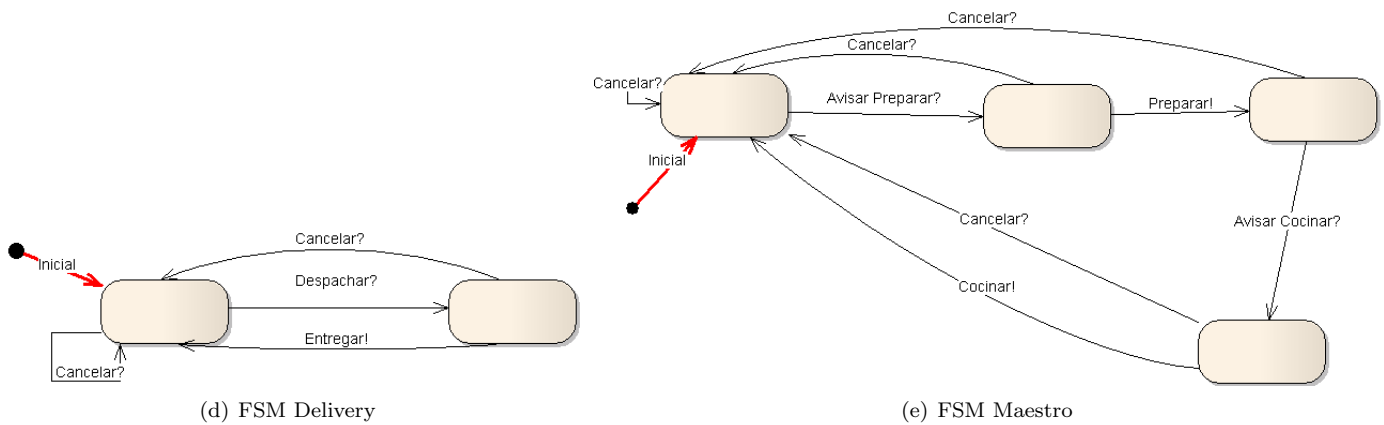 Cancelar?
Despachar?
Entregar!
Inicial
Cancelar?
(d) FSM Delivery
Cancelar?
Cancelar?
Cancelar?
Avisar Preparar?
Preparar!
Inicial
Cancelar?
Avisar Cocinar?
Cocinar!
(e) FSM Maestro